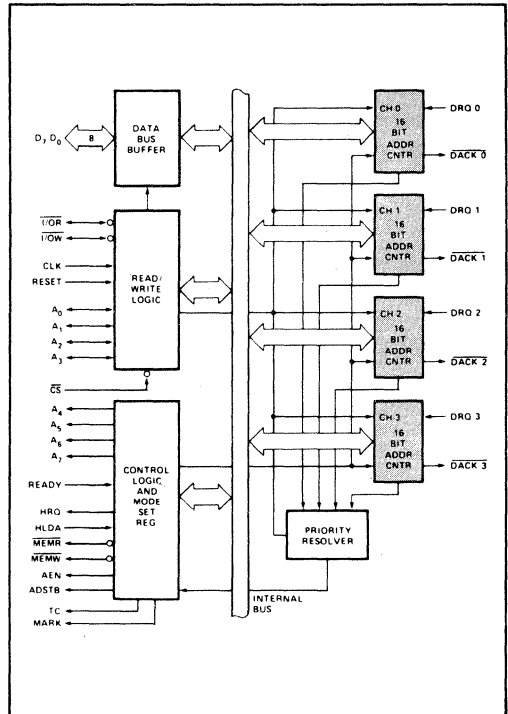 D₇ D₀
8
DATA
BUS
BUFFER
I/OR
I/OW
CLK
RESET
A₀
A₁
A₂
A₃
CS
READ/
WRITE
LOGIC
A₄
A₅
A₆
A₇
READY
HRQ
HLDA
MEMR
MEMW
AEN
ADSTB
TC
MARK
CONTROL
LOGIC
AND
MODE
SET
REG
INTERNAL
BUS
CH 0
16
BIT
ADDR
CNTR
DRQ 0
DACK 0
CH 1
16
BIT
ADDR
CNTR
DRQ 1
DACK 1
CH 2
16
BIT
ADDR
CNTR
DRQ 2
DACK 2
CH 3
16
BIT
ADDR
CNTR
DRQ 3
DACK 3
PRIORITY
RESOLVER